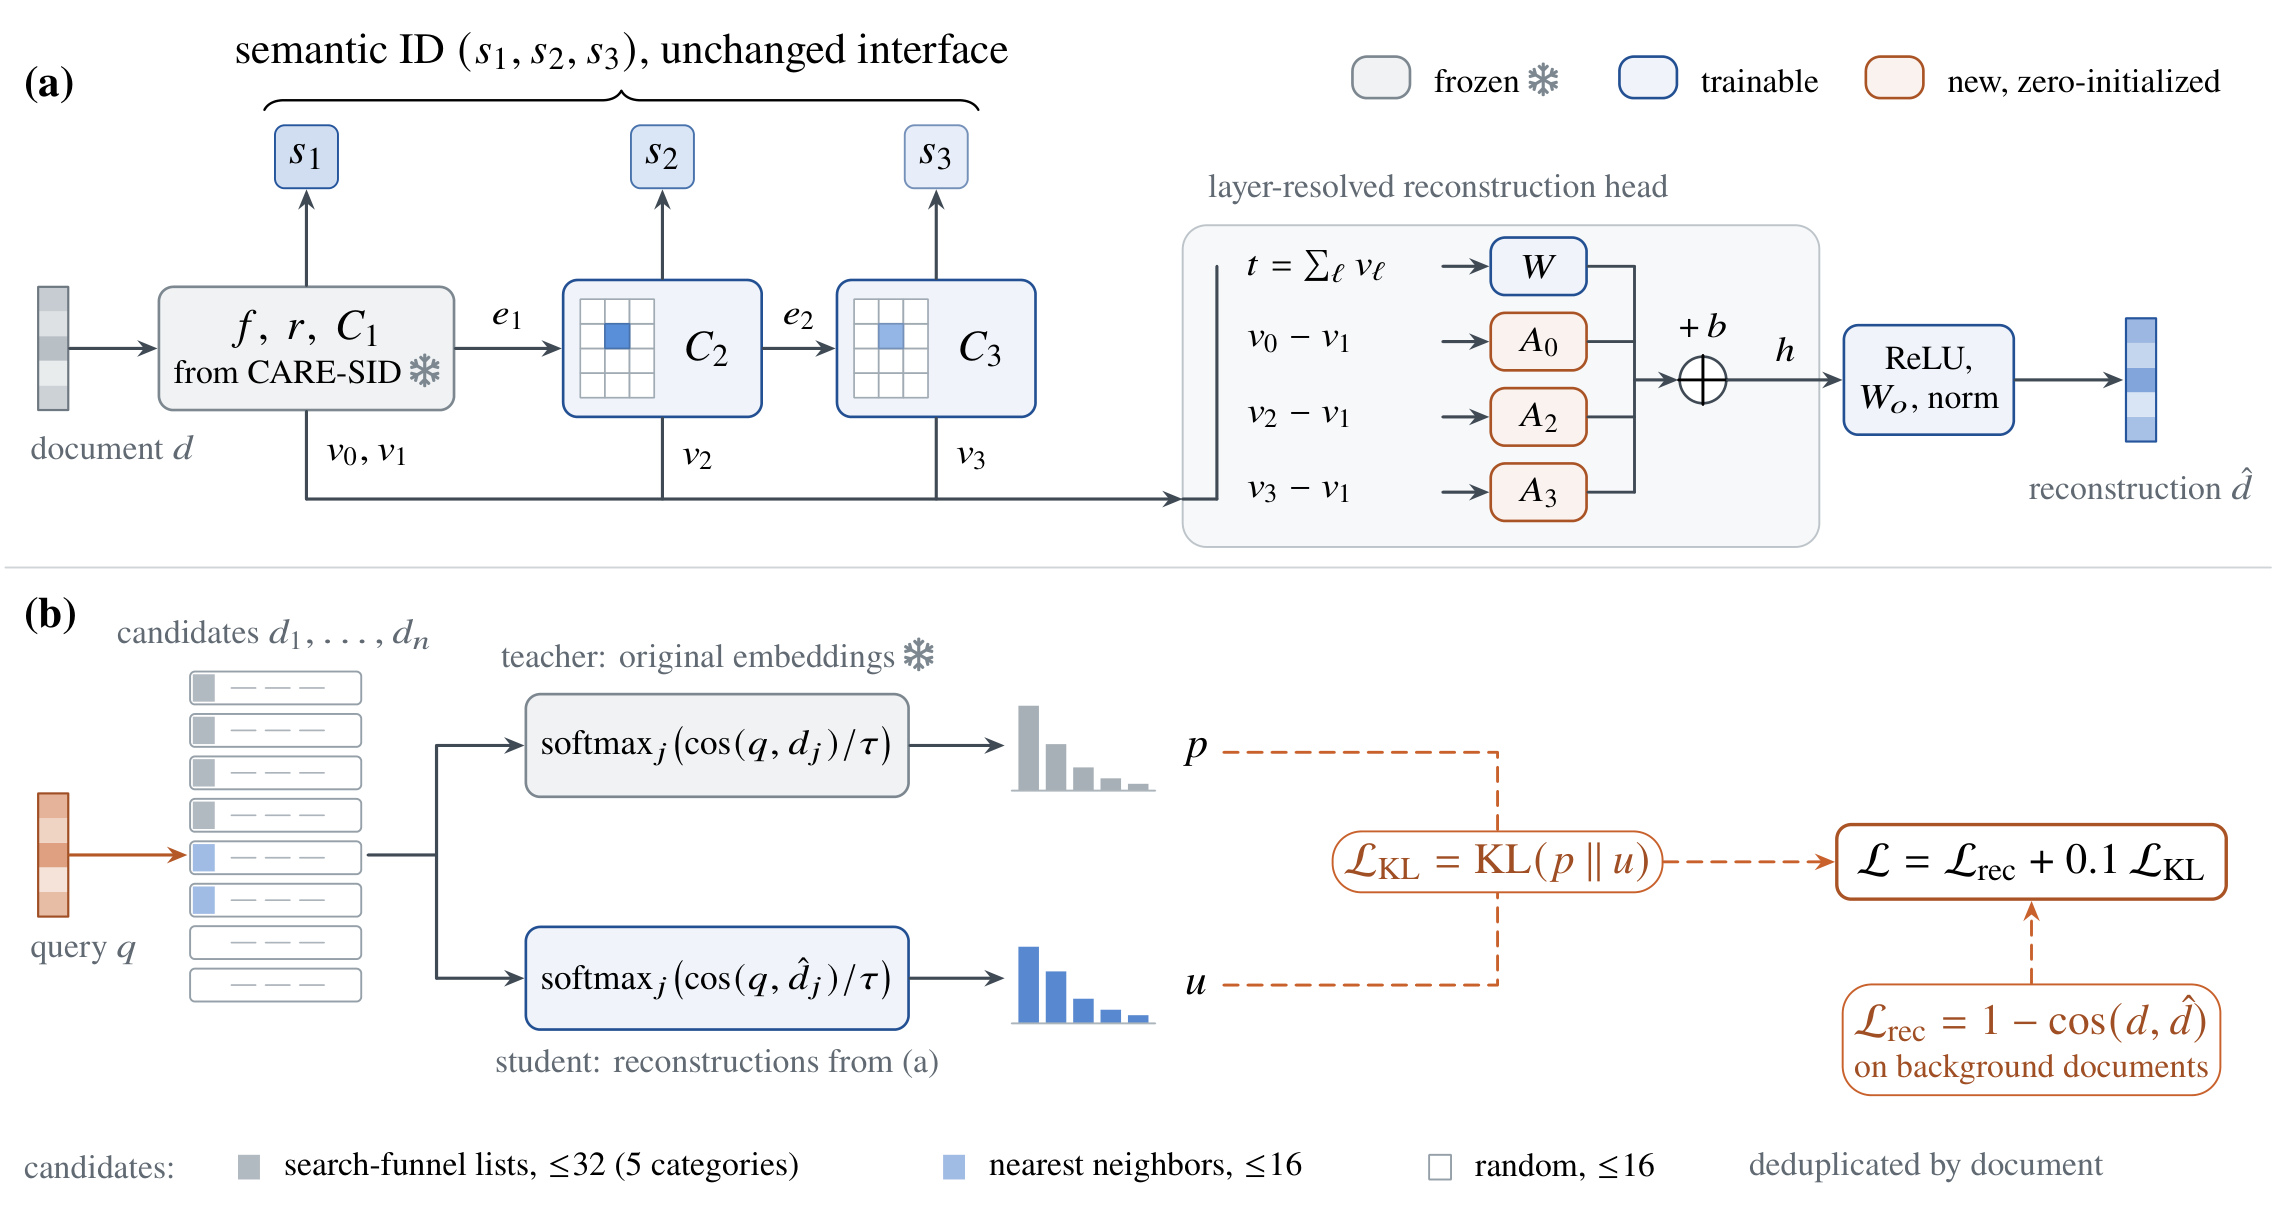 (a)
semantic ID (s₁, s₂, s₃), unchanged interface
frozen
trainable
new, zero-initialized
s₁
s₂
s₃
layer-resolved reconstruction head
f, r, C₁
from CARE-SID
e₁
C₂
e₂
C₃
document d
v₀, v₁
v₂
v₃
t = ∑ℓ vℓ
W
v₀ − v₁
A₀
v₂ − v₁
A₂
v₃ − v₁
A₃
+ b
h
ReLU,
Wₒ, norm
reconstruction d̂
(b)
candidates d₁, . . . , dₙ
teacher: original embeddings
softmaxⱼ(cos(q, dⱼ)/τ)
p
query q
ℒ_KL = KL(p ∥ u)
ℒ = ℒ_rec + 0.1 ℒ_KL
softmaxⱼ(cos(q, d̂ⱼ)/τ)
u
student: reconstructions from (a)
ℒ_rec = 1 − cos(d, d̂)
on background documents
candidates:
search-funnel lists, ≤32 (5 categories)
nearest neighbors, ≤16
random, ≤16
deduplicated by document